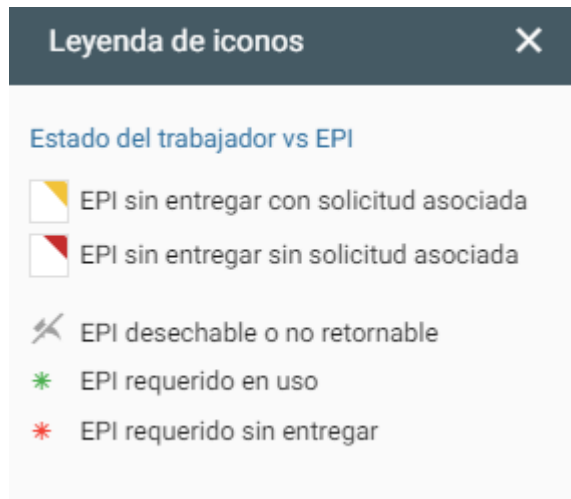 Leyenda de iconos
Estado del trabajador vs EPI
EPI sin entregar con solicitud asociada
EPI sin entregar sin solicitud asociada
EPI desechable o no retornable
EPI requerido en uso
EPI requerido sin entregar